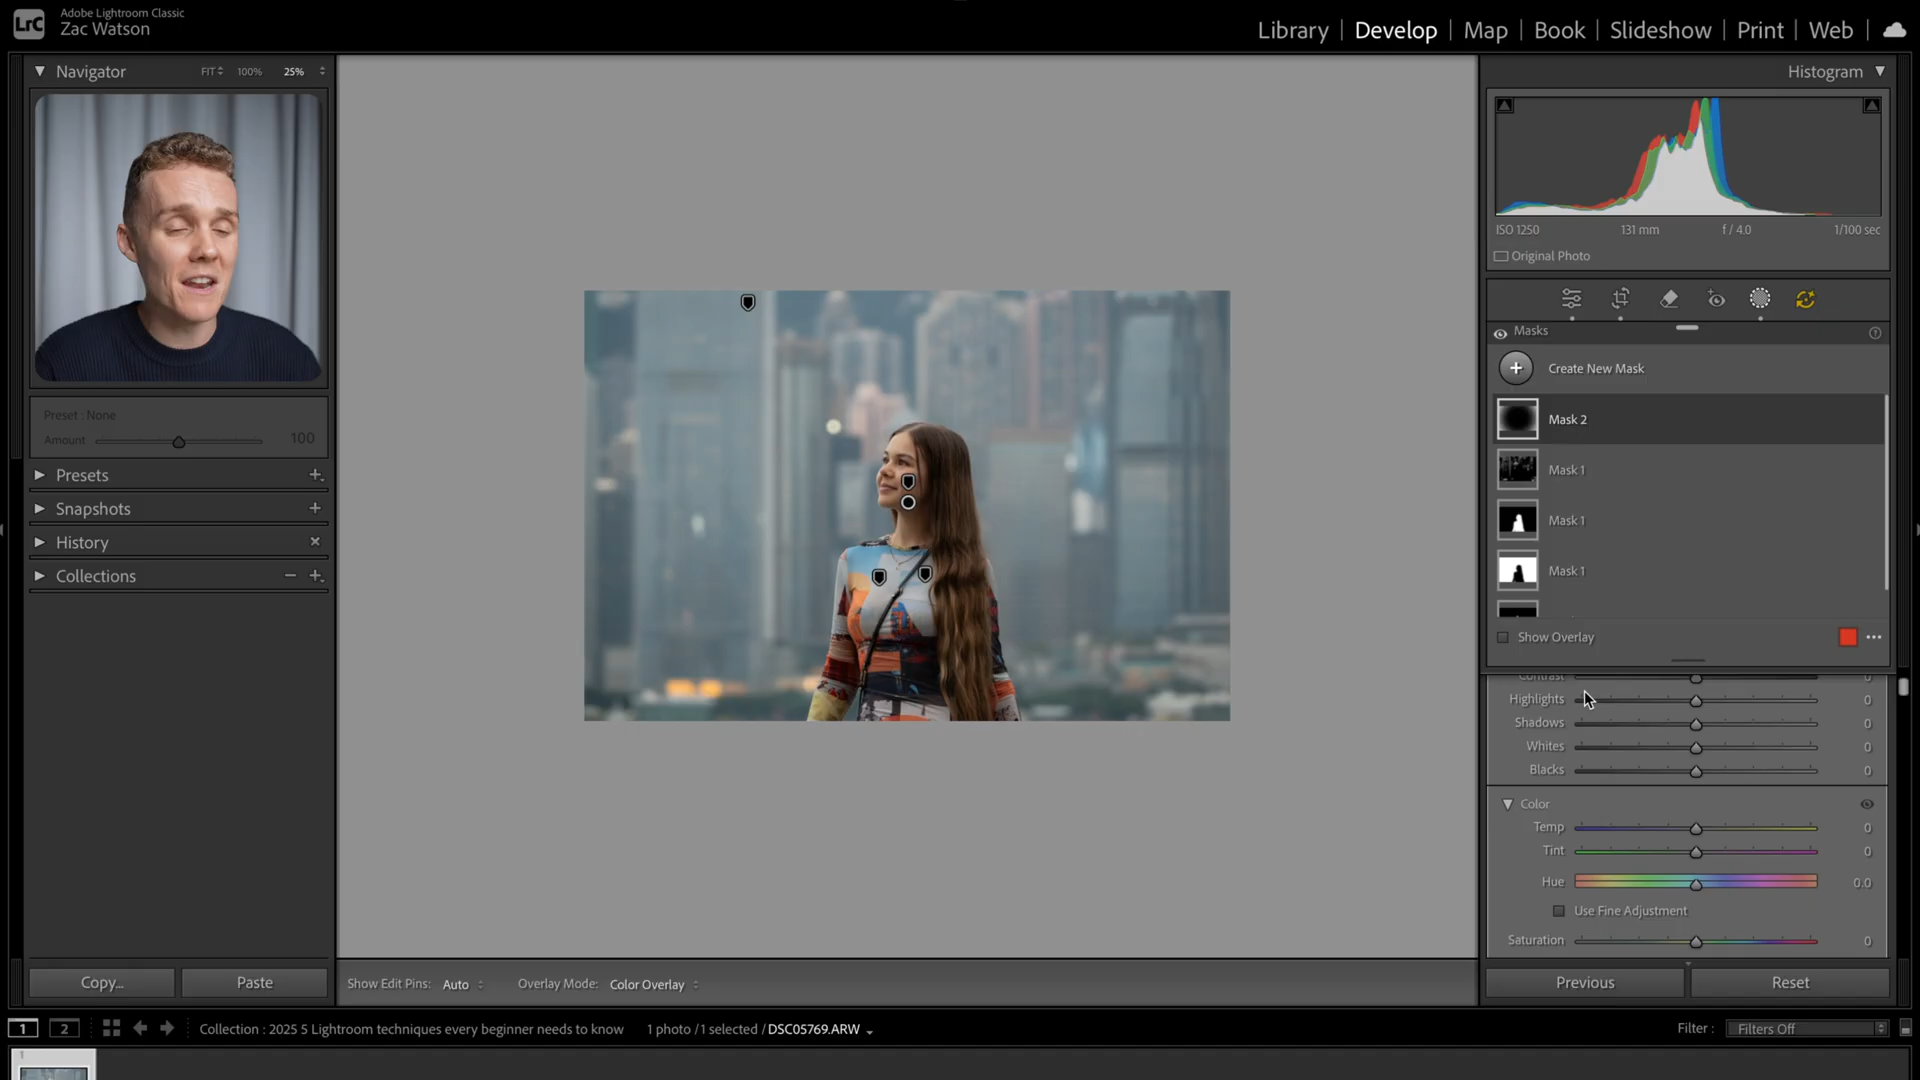 LrC
Adobe Lightroom Classic
Zac Watson
Library
Develop
Map
Book
Slideshow
Print
Web
Navigator
FIT
100%
25%
Preset : None
Amount
100
Presets
Snapshots
History
Collections
Copy...
Paste
Show Edit Pins:
Auto
Overlay Mode:
Color Overlay
Histogram
ISO 1250
131 mm
f / 4.0
1/100 sec
Original Photo
Masks
Create New Mask
Mask 2
Mask 1
Mask 1
Mask 1
Show Overlay
Contrast 0
Highlights 0
Shadows 0
Whites 0
Blacks 0
Color
Temp 0
Tint 0
Hue 0.0
Use Fine Adjustment
Saturation 0
Previous
Reset
1
2
Collection : 2025 5 Lightroom techniques every beginner needs to know
1 photo / 1 selected / DSC05769.ARW
Filter :
Filters Off
1